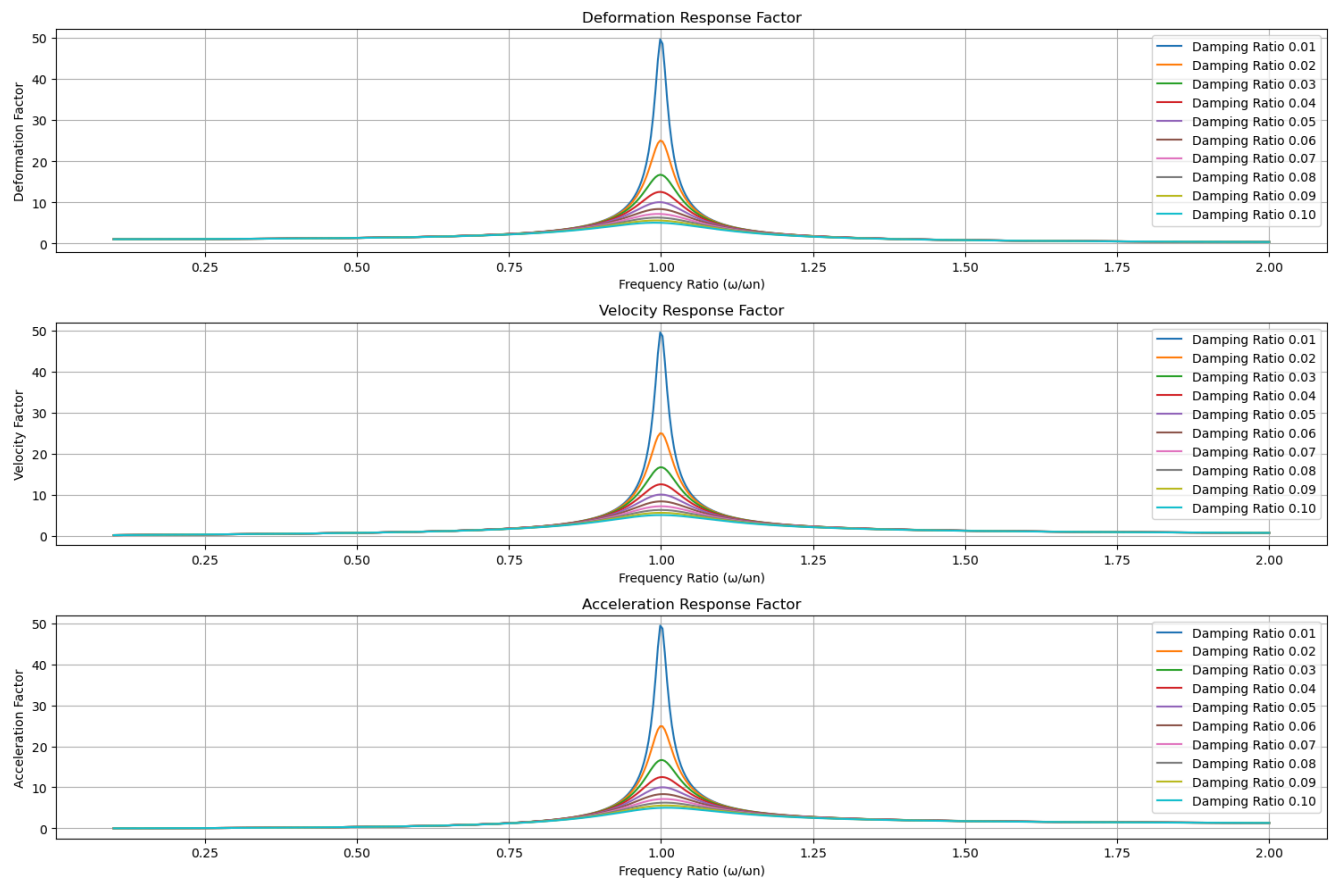 Deformation Response Factor
Deformation Factor
50
40
30
20
10
0
0.25 0.50 0.75 1.00 1.25 1.50 1.75 2.00
Frequency Ratio (ω/ωn)
Damping Ratio 0.01
Damping Ratio 0.02
Damping Ratio 0.03
Damping Ratio 0.04
Damping Ratio 0.05
Damping Ratio 0.06
Damping Ratio 0.07
Damping Ratio 0.08
Damping Ratio 0.09
Damping Ratio 0.10
Velocity Response Factor
Velocity Factor
50
40
30
20
10
0
0.25 0.50 0.75 1.00 1.25 1.50 1.75 2.00
Frequency Ratio (ω/ωn)
Damping Ratio 0.01
Damping Ratio 0.02
Damping Ratio 0.03
Damping Ratio 0.04
Damping Ratio 0.05
Damping Ratio 0.06
Damping Ratio 0.07
Damping Ratio 0.08
Damping Ratio 0.09
Damping Ratio 0.10
Acceleration Response Factor
Acceleration Factor
50
40
30
20
10
0
0.25 0.50 0.75 1.00 1.25 1.50 1.75 2.00
Frequency Ratio (ω/ωn)
Damping Ratio 0.01
Damping Ratio 0.02
Damping Ratio 0.03
Damping Ratio 0.04
Damping Ratio 0.05
Damping Ratio 0.06
Damping Ratio 0.07
Damping Ratio 0.08
Damping Ratio 0.09
Damping Ratio 0.10